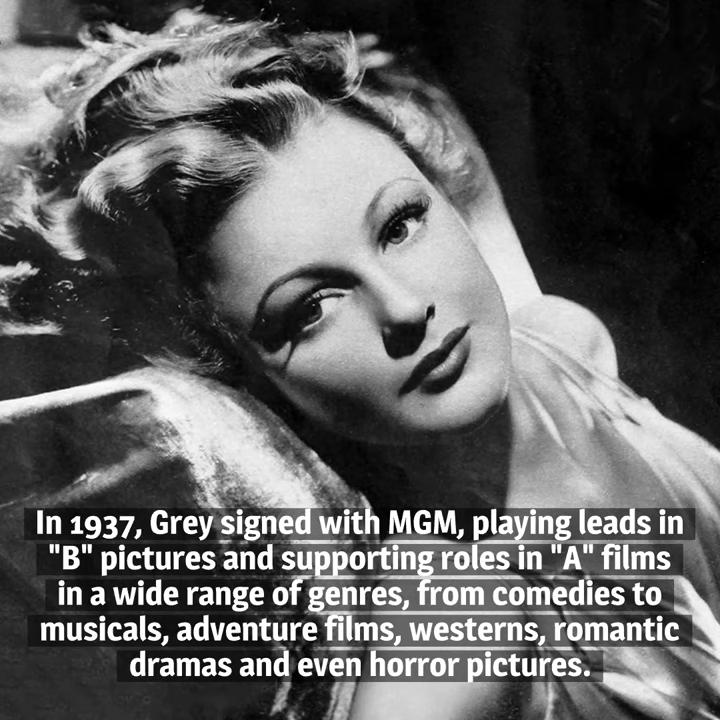 In 1937, Grey signed with MGM, playing leads in
"B" pictures and supporting roles in "A" films
in a wide range of genres, from comedies to
musicals, adventure films, westerns, romantic
dramas and even horror pictures.